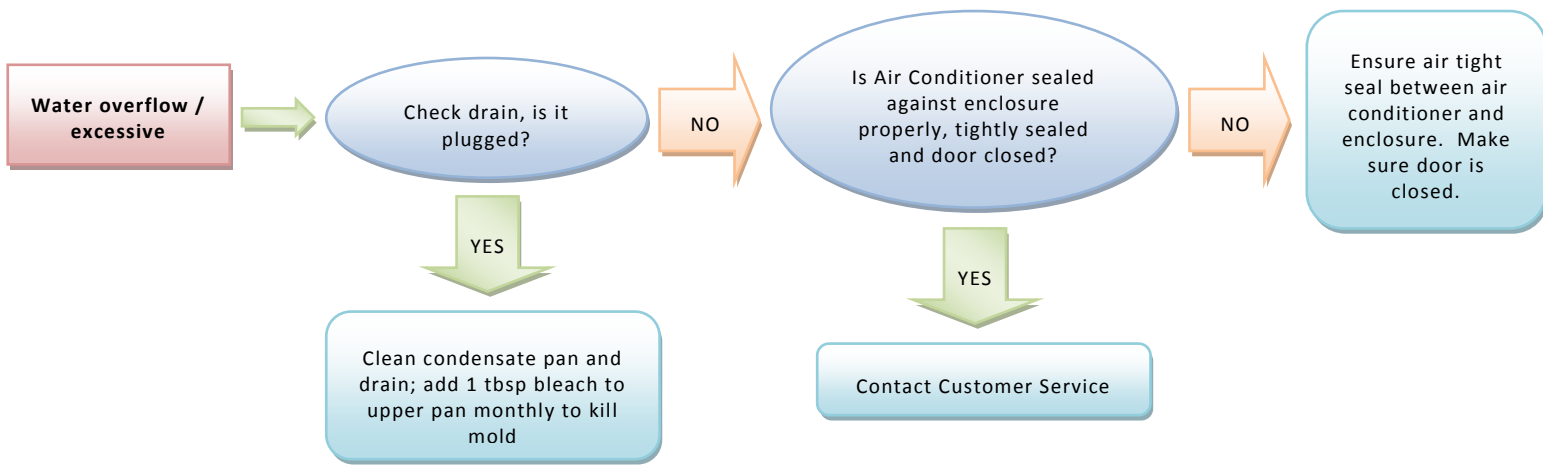 Water overflow /
excessive
Check drain, is it
plugged?
NO
Is Air Conditioner sealed
against enclosure
properly, tightly sealed
and door closed?
NO
Ensure air tight
seal between air
conditioner and
enclosure.  Make
sure door is
closed.
YES
Clean condensate pan and
drain; add 1 tbsp bleach to
upper pan monthly to kill
mold
YES
Contact Customer Service